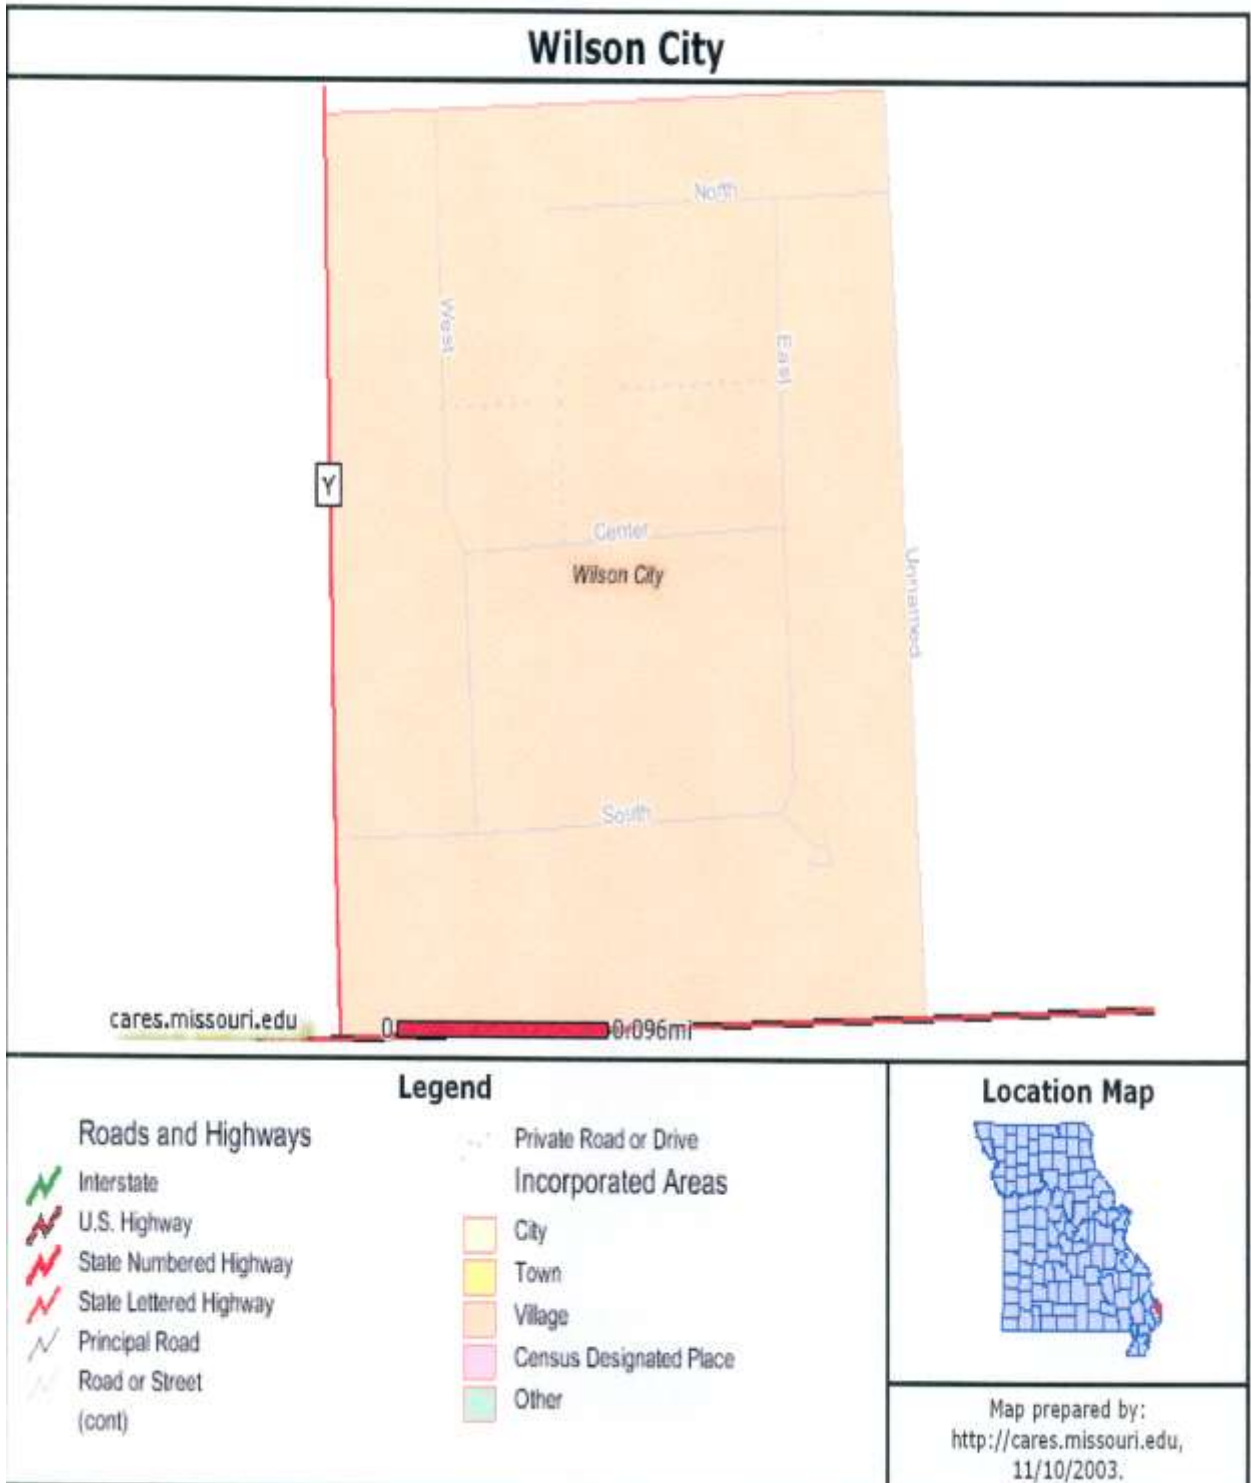 Wilson City
North
West
East
Y
Center
Wilson City
Unnamed
South
cares.missouri.edu
0 0.096mi
Legend
Roads and Highways
Interstate
U.S. Highway
State Numbered Highway
State Lettered Highway
Principal Road
Road or Street
(cont)
Private Road or Drive
Incorporated Areas
City
Town
Village
Census Designated Place
Other
Location Map
Map prepared by:
http://cares.missouri.edu,
11/10/2003.